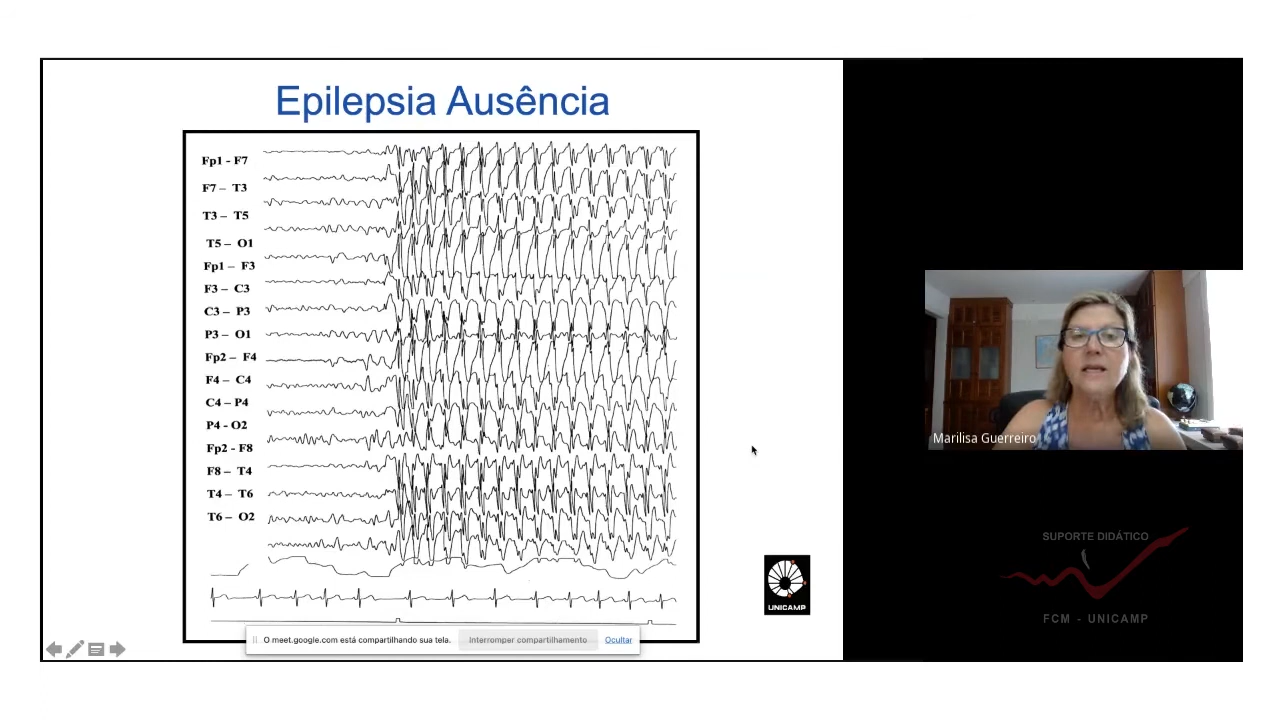 Epilepsia Ausência
Fp1 - F7
F7 – T3
T3 – T5
T5 – O1
Fp1 – F3
F3 – C3
C3 – P3
P3 – O1
Fp2 – F4
F4 – C4
C4 – P4
P4 - O2
Fp2 - F8
F8 – T4
T4 – T6
T6 – O2
UNICAMP
O meet.google.com está compartilhando sua tela.
Interromper compartilhamento
Ocultar
Marilisa Guerreiro
SUPORTE DIDÁTICO
FCM - UNICAMP